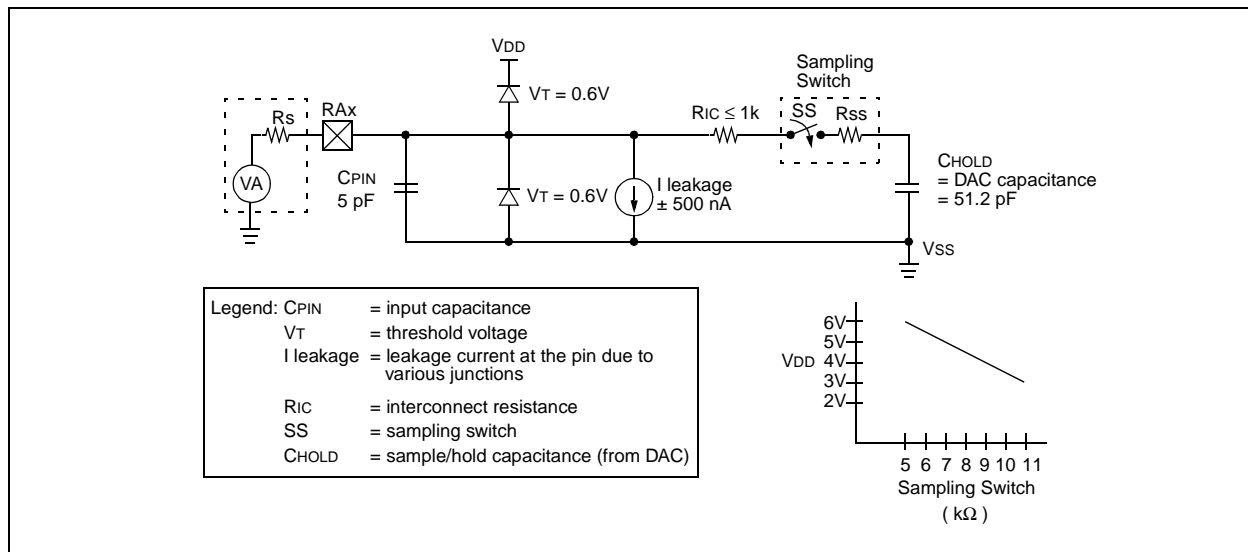 VDD
Sampling
Switch
VT = 0.6V
RIC ≤ 1k
SS
RSS
RS
RAx
VA
CPIN
5 pF
VT = 0.6V
I leakage
± 500 nA
CHOLD
= DAC capacitance
= 51.2 pF
VSS
Legend: CPIN = input capacitance
VT = threshold voltage
I leakage = leakage current at the pin due to
various junctions
RIC = interconnect resistance
SS = sampling switch
CHOLD = sample/hold capacitance (from DAC)
6V
5V
VDD 4V
3V
2V
5 6 7 8 9 10 11
Sampling Switch
( kΩ )